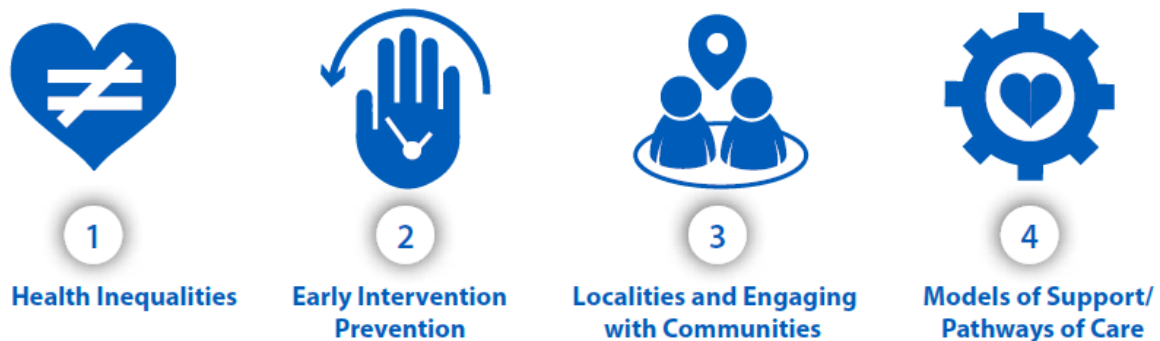 1
Health Inequalities
2
Early Intervention
Prevention
3
Localities and Engaging
with Communities
4
Models of Support/
Pathways of Care